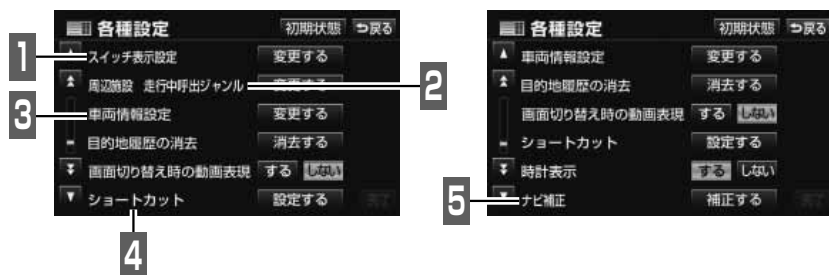 各種設定 初期状態 戻る
1 スイッチ表示設定 変更する
周辺施設 走行中呼出ジャンル 変更する 2
3 車両情報設定 変更する
目的地履歴の消去 消去する
画面切り替え時の動画表現 する しない
ショートカット 設定する 完了
4
各種設定 初期状態 戻る
車両情報設定 変更する
目的地履歴の消去 消去する
画面切り替え時の動画表現 する しない
ショートカット 設定する
時計表示 する しない
5 ナビ補正 補正する 完了